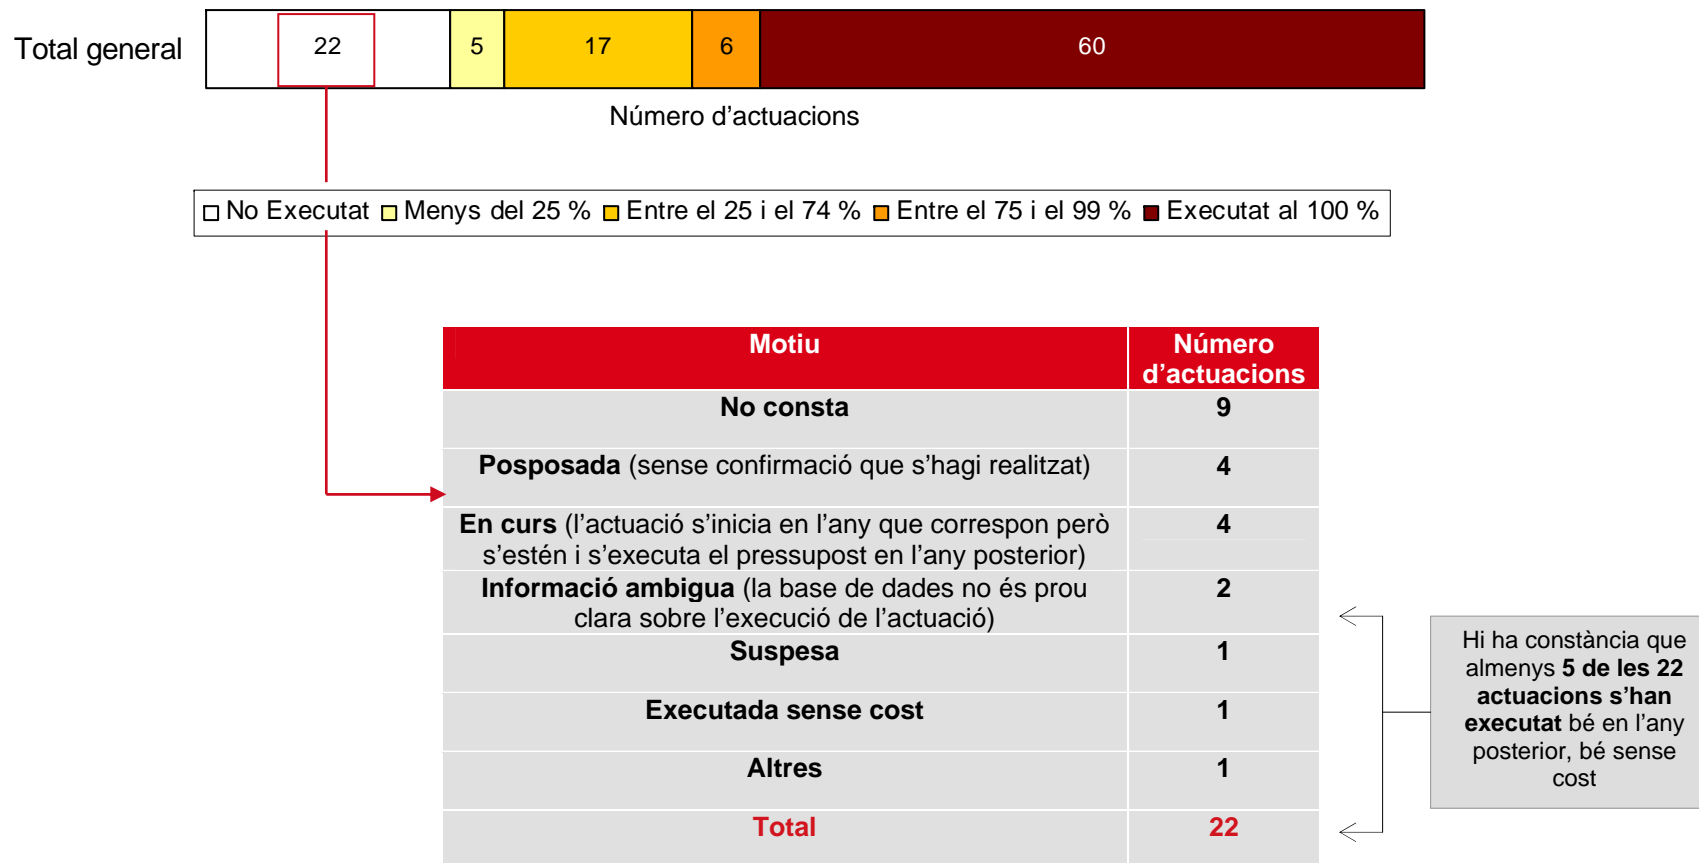 Total general
22
5
17
6
60
Número d’actuacions
No Executat Menys del 25 % Entre el 25 i el 74 % Entre el 75 i el 99 % Executat al 100 %
Motiu
Número
d’actuacions
No consta
9
Posposada (sense confirmació que s’hagi realitzat)
4
En curs (l’actuació s’inicia en l’any que correspon però
s’estén i s’executa el pressupost en l’any posterior)
4
Informació ambigua (la base de dades no és prou
clara sobre l’execució de l’actuació)
2
Suspesa
1
Executada sense cost
1
Altres
1
Total
22
Hi ha constància que
almenys 5 de les 22
actuacions s’han
executat bé en l’any
posterior, bé sense
cost